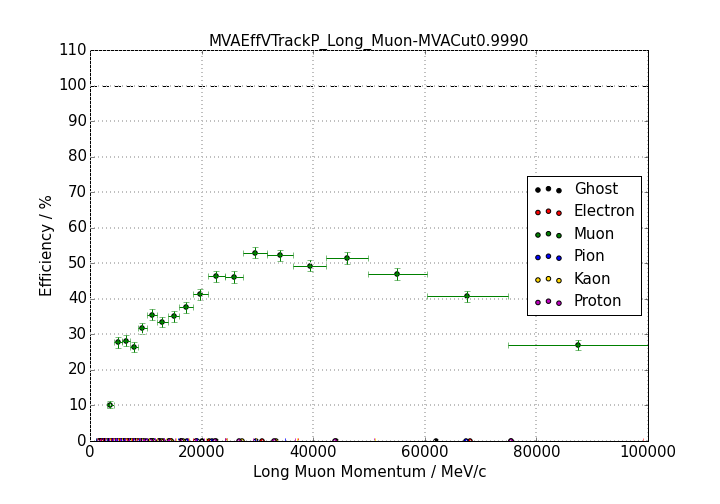 MVAEffVTrackP_Long_Muon-MVACut0.9990
110
100
90
80
70
60
50
40
30
20
10
0
Efficiency / %
Ghost
Electron
Muon
Pion
Kaon
Proton
0 20000 40000 60000 80000 100000
Long Muon Momentum / MeV/c